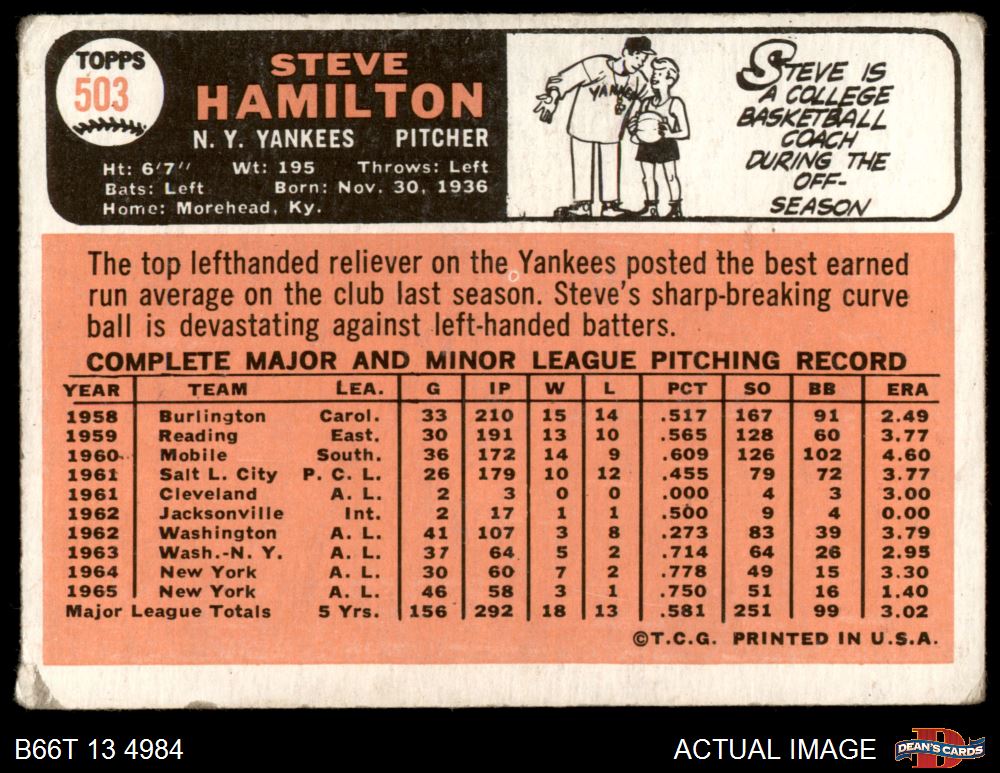 TOPPS
503
STEVE
HAMILTON
N. Y. YANKEES PITCHER
Ht: 6'7" Wt: 195 Throws: Left
Bats: Left Born: Nov. 30, 1936
Home: Morehead, Ky.
YANKE
STEVE IS
A COLLEGE
BASKETBALL
COACH
DURING THE
OFF-
SEASON
The top lefthanded reliever on the Yankees posted the best earned
run average on the club last season. Steve's sharp-breaking curve
ball is devastating against left-handed batters.
COMPLETE MAJOR AND MINOR LEAGUE PITCHING RECORD
YEAR TEAM LEA. G IP W L PCT SO BB ERA
1958 Burlington Carol. 33 210 15 14 .517 167 91 2.49
1959 Reading East. 30 191 13 10 .565 128 60 3.77
1960 Mobile South. 36 172 14 9 .609 126 102 4.60
1961 Salt L. City P. C. L. 26 179 10 12 .455 79 72 3.77
1961 Cleveland A. L. 2 3 0 0 .000 4 3 3.00
1962 Jacksonville Int. 2 17 1 1 .500 9 4 0.00
1962 Washington A. L. 41 107 3 8 .273 83 39 3.79
1963 Wash.-N. Y. A. L. 37 64 5 2 .714 64 26 2.95
1964 New York A. L. 30 60 7 2 .778 49 15 3.30
1965 New York A. L. 46 58 3 1 .750 51 16 1.40
Major League Totals 5 Yrs. 156 292 18 13 .581 251 99 3.02
©T.C.G. PRINTED IN U.S.A.
B66T 13 4984
ACTUAL IMAGE
DEAN'S CARDS